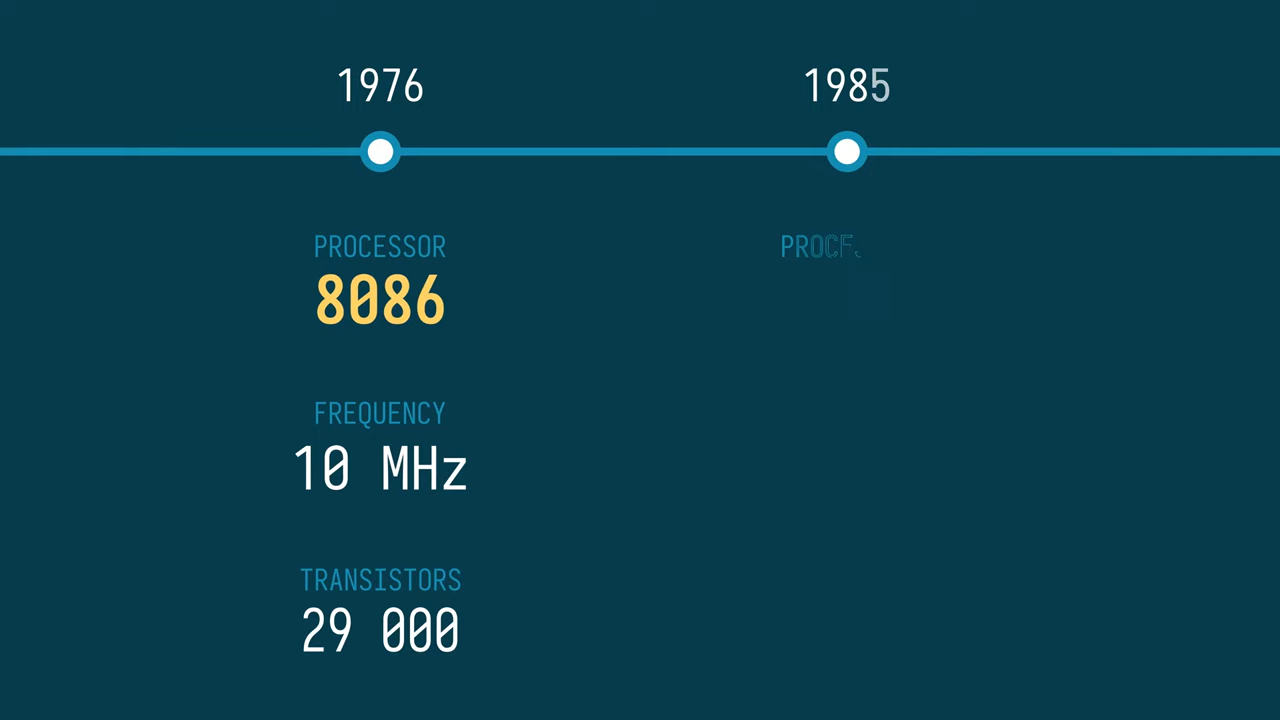 1976
1985
PROCESSOR
8086
FREQUENCY
10 MHz
TRANSISTORS
29 000